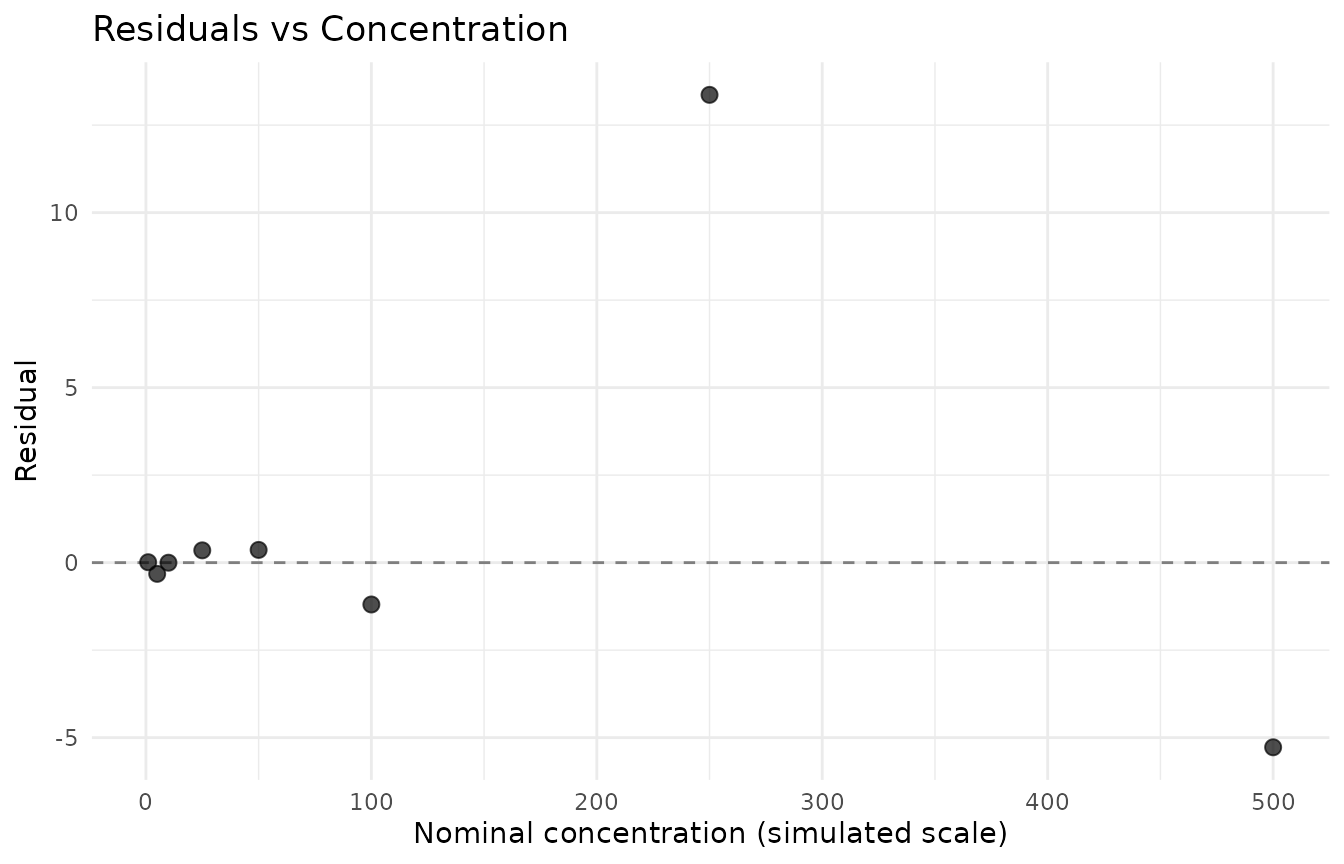 Residuals vs Concentration
10
5
0
-5
Residual
0 100 200 300 400 500
Nominal concentration (simulated scale)